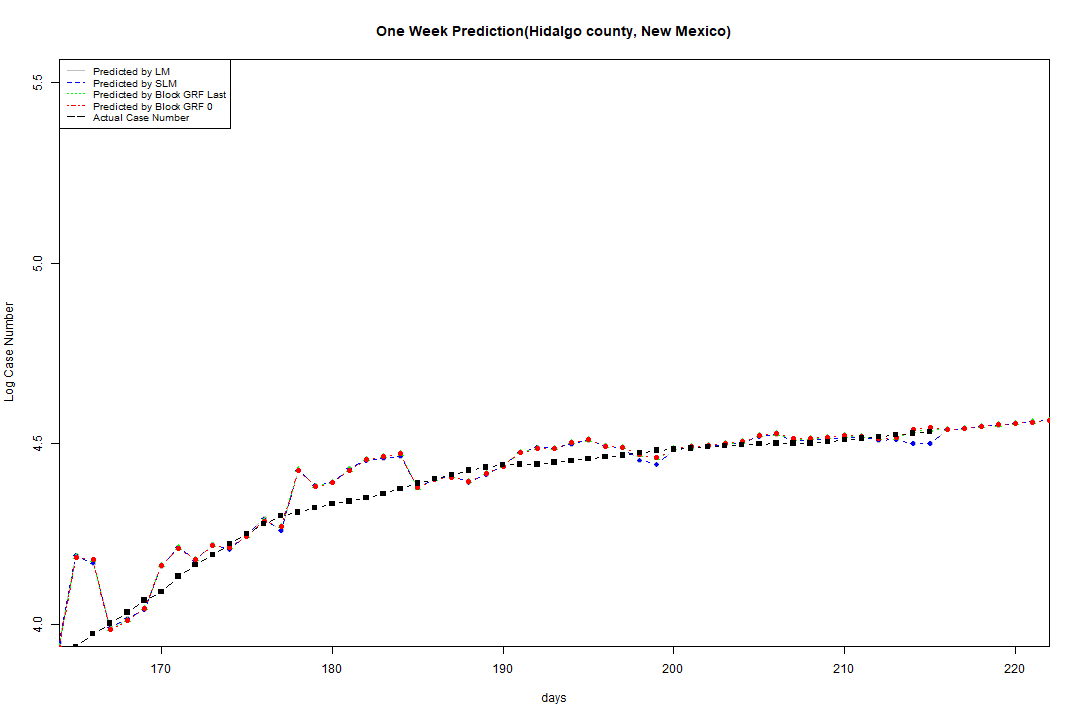 One Week Prediction(Hidalgo county, New Mexico)
Predicted by LM
Predicted by SLM
Predicted by Block GRF Last
Predicted by Block GRF 0
Actual Case Number
5.5
5.0
4.5
4.0
Log Case Number
170 180 190 200 210 220
days